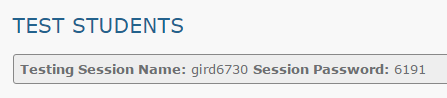 TEST STUDENTS
Testing Session Name: gird6730 Session Password: 6191